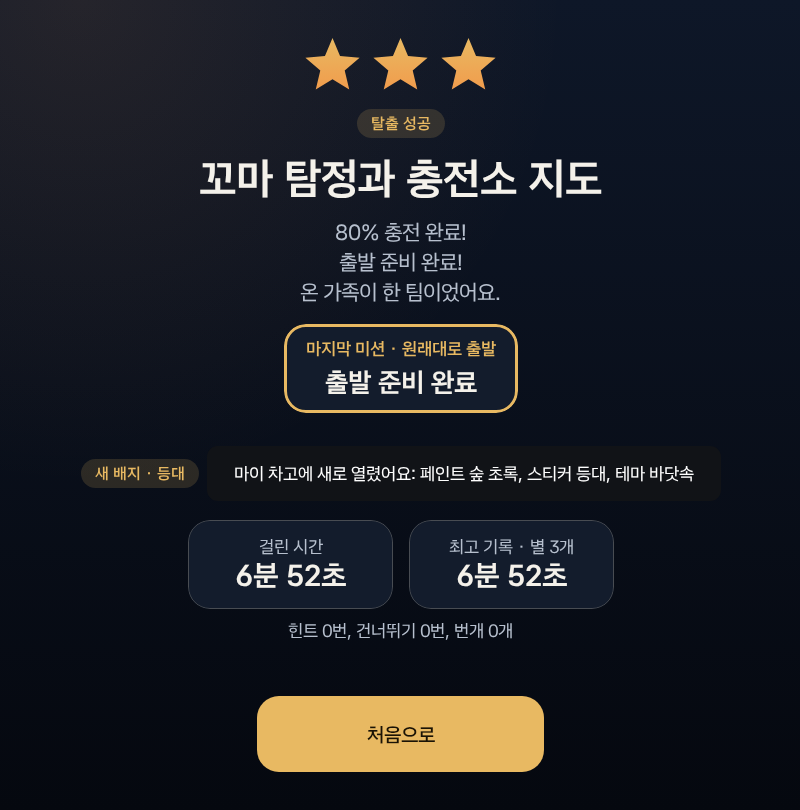 탈출 성공
꼬마 탐정과 충전소 지도
80% 충전 완료!
출발 준비 완료!
온 가족이 한 팀이었어요.
마지막 미션 · 원래대로 출발
출발 준비 완료
새 배지 · 등대
마이 차고에 새로 열렸어요: 페인트 숲 초록, 스티커 등대, 테마 바닷속
걸린 시간
6분 52초
최고 기록 · 별 3개
6분 52초
힌트 0번, 건너뛰기 0번, 번개 0개
처음으로